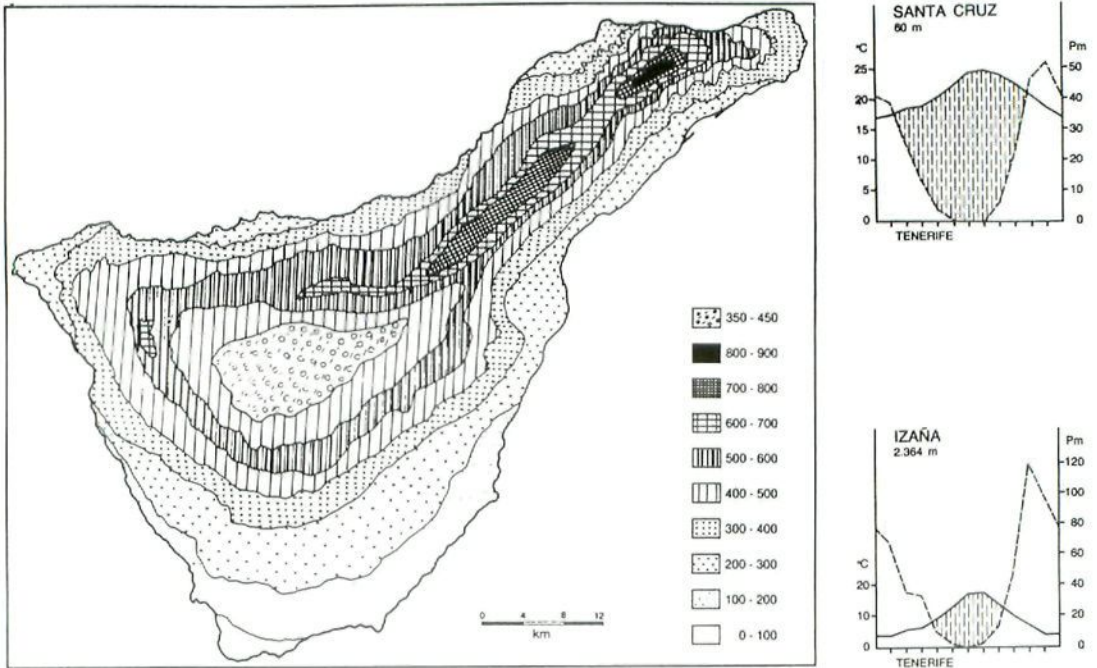 350 - 450
800 - 900
700 - 800
600 - 700
500 - 600
400 - 500
300 - 400
200 - 300
100 - 200
0 - 100
0 4 8 12
km
SANTA CRUZ
60 m
°C Pm
25 50
20 40
15 30
10 20
5 10
0 0
TENERIFE
IZAÑA
2.364 m
Pm
120
100
80
°C 60
20 40
10 20
0 0
TENERIFE